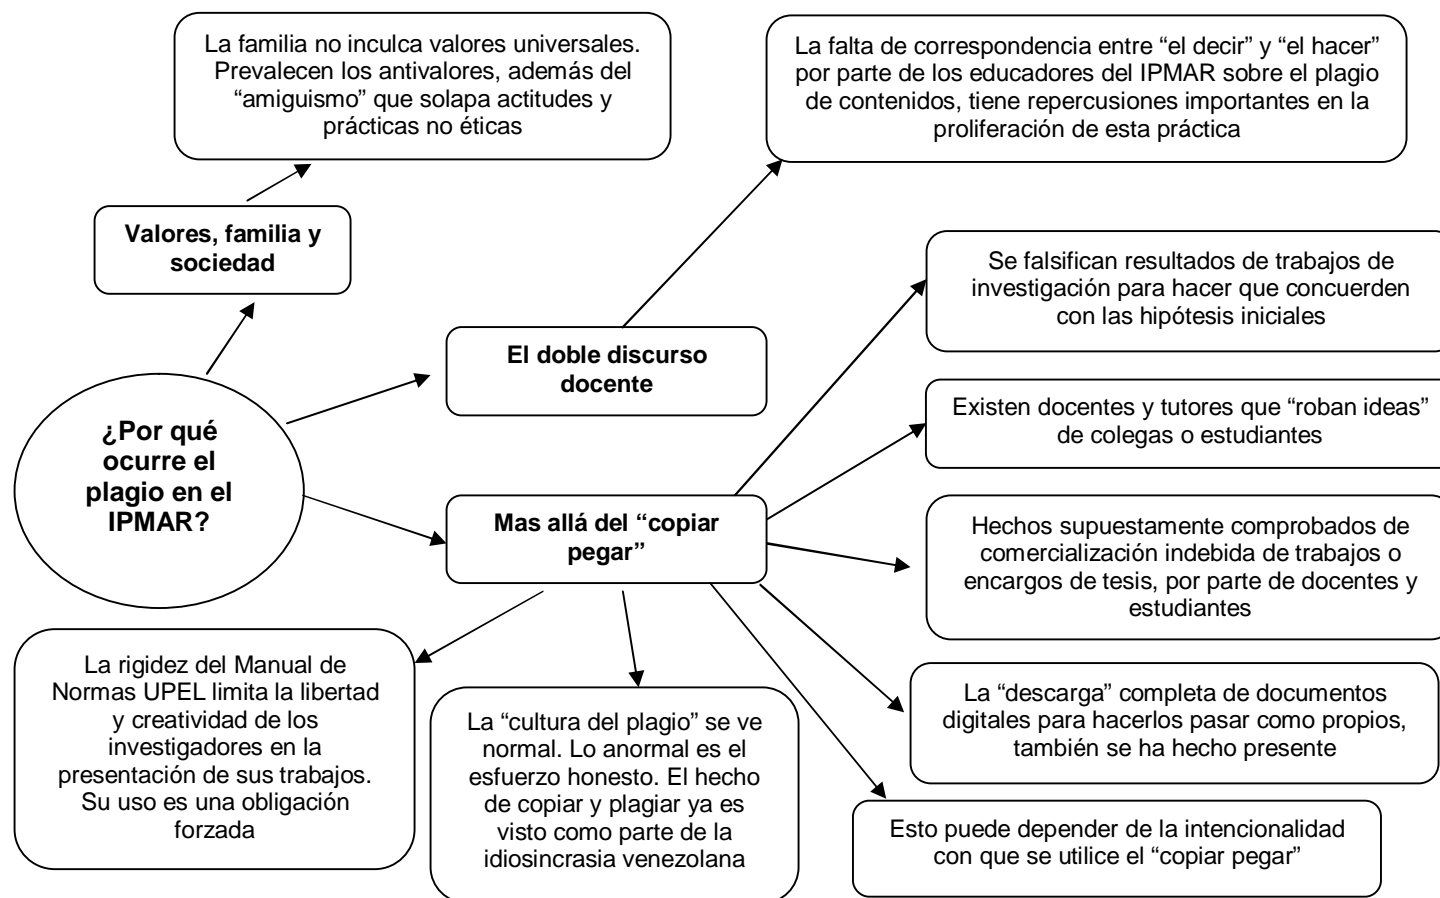 La familia no inculca valores universales.
Prevalecen los antivalores, además del
“amiguismo” que solapa actitudes y
prácticas no éticas
La falta de correspondencia entre “el decir” y “el hacer”
por parte de los educadores del IPMAR sobre el plagio
de contenidos, tiene repercusiones importantes en la
proliferación de esta práctica
Valores, familia y
sociedad
Se falsifican resultados de trabajos de
investigación para hacer que concuerden
con las hipótesis iniciales
El doble discurso
docente
Existen docentes y tutores que “roban ideas”
de colegas o estudiantes
¿Por qué
ocurre el
plagio en el
IPMAR?
Mas allá del “copiar
pegar”
Hechos supuestamente comprobados de
comercialización indebida de trabajos o
encargos de tesis, por parte de docentes y
estudiantes
La rigidez del Manual de
Normas UPEL limita la libertad
y creatividad de los
investigadores en la
presentación de sus trabajos.
Su uso es una obligación
forzada
La “cultura del plagio” se ve
normal. Lo anormal es el
esfuerzo honesto. El hecho
de copiar y plagiar ya es
visto como parte de la
idiosincrasia venezolana
La “descarga” completa de documentos
digitales para hacerlos pasar como propios,
también se ha hecho presente
Esto puede depender de la intencionalidad
con que se utilice el “copiar pegar”